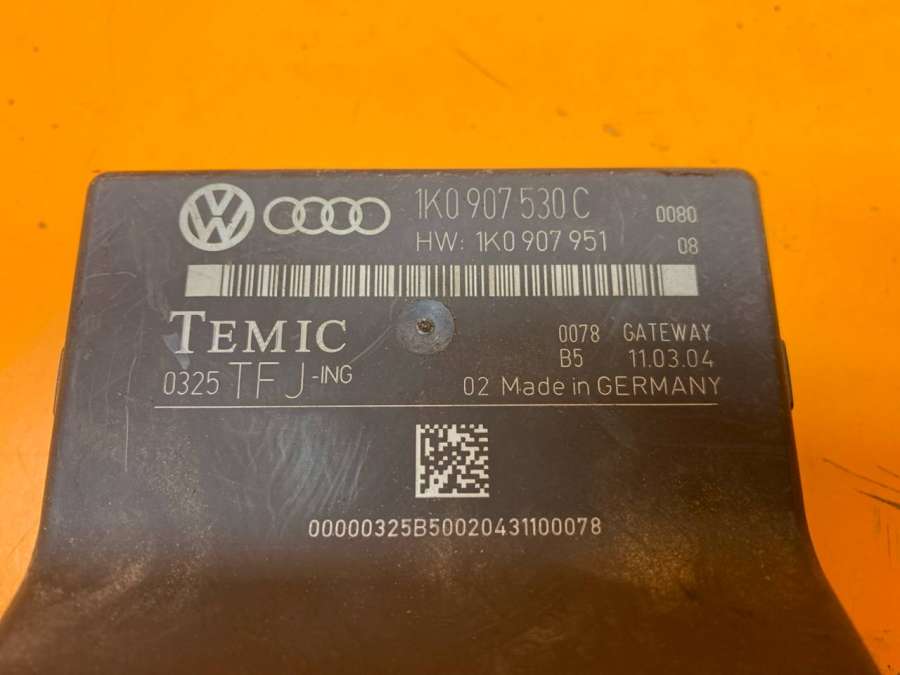 1K0 907 530 C 0080
HW: 1K0 907 951 08
TEMIC 0078 GATEWAY
B5 11.03.04
0325 TFJ-ING 02 Made in GERMANY
00000325B50020431100078